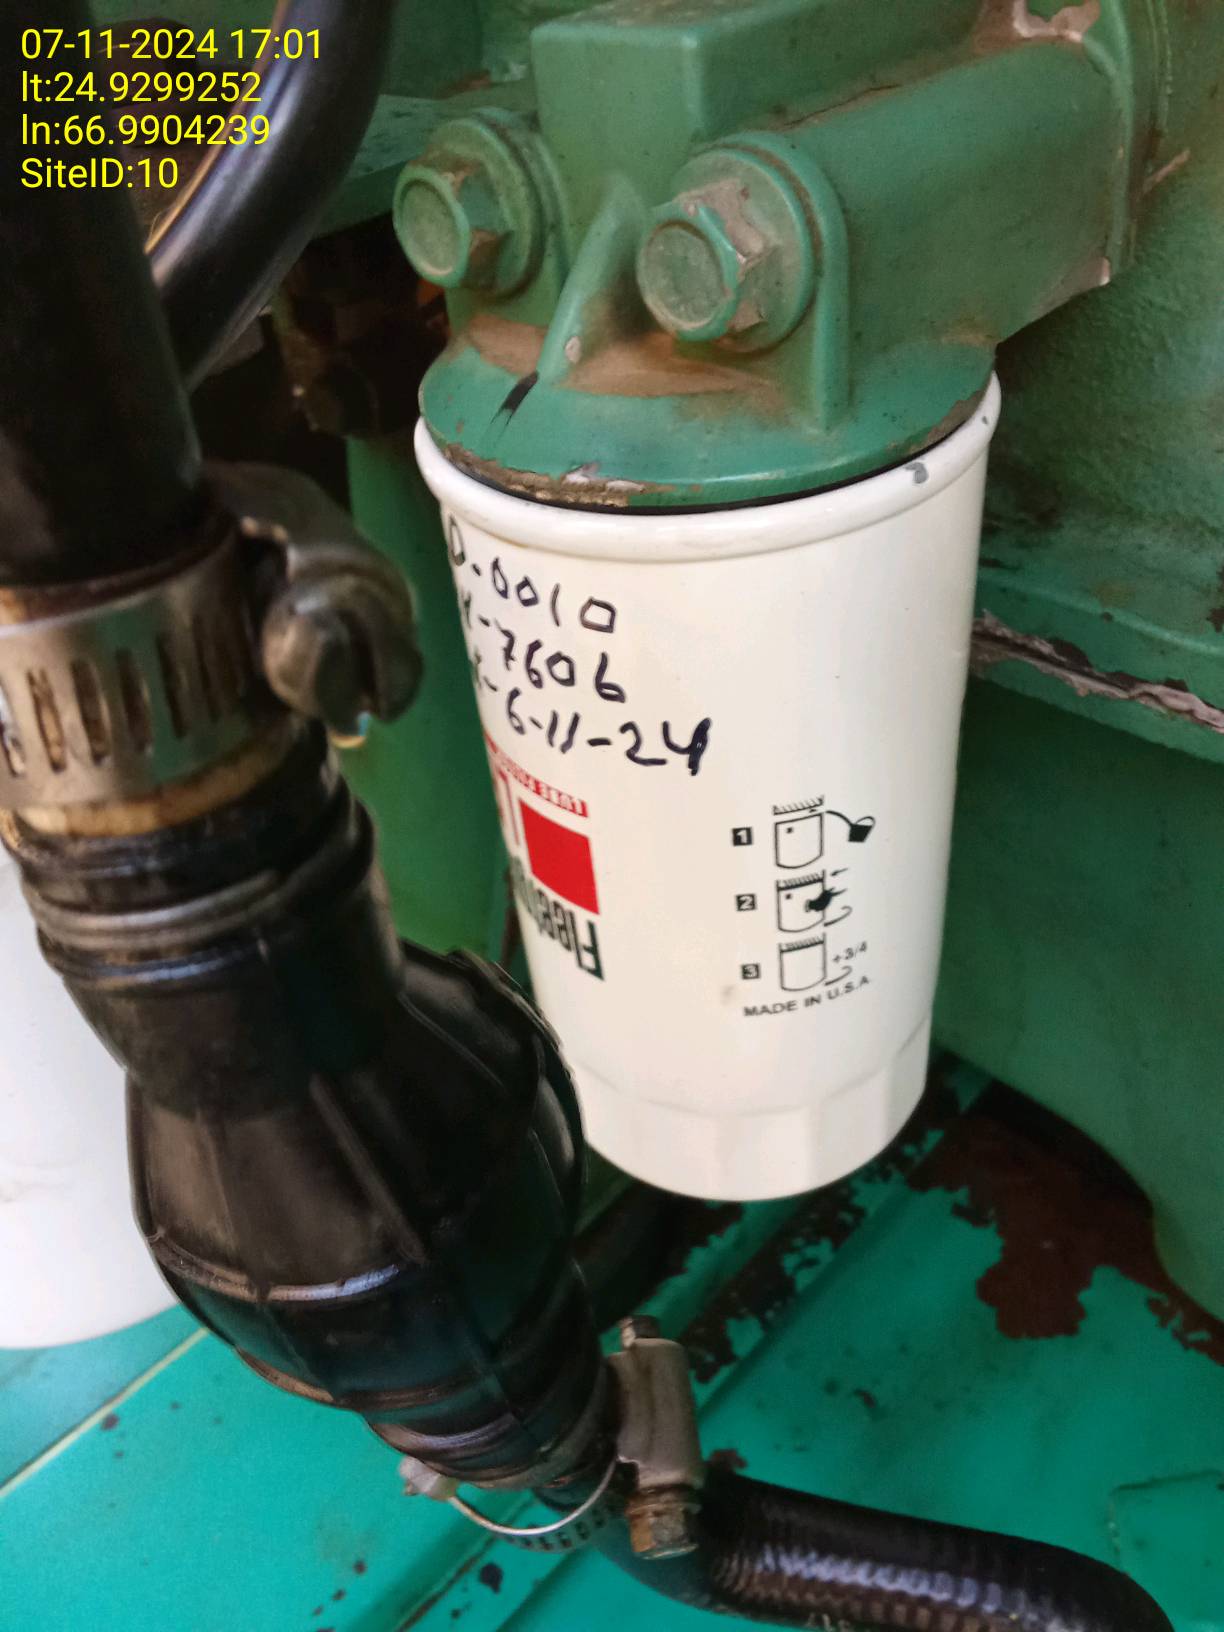 07-11-2024 17:01
lt:24.9299252
ln:66.9904239
SiteID:10
D-0010
-7606
-6-11-24
1
2
3
+3/4
MADE IN U.S.A.